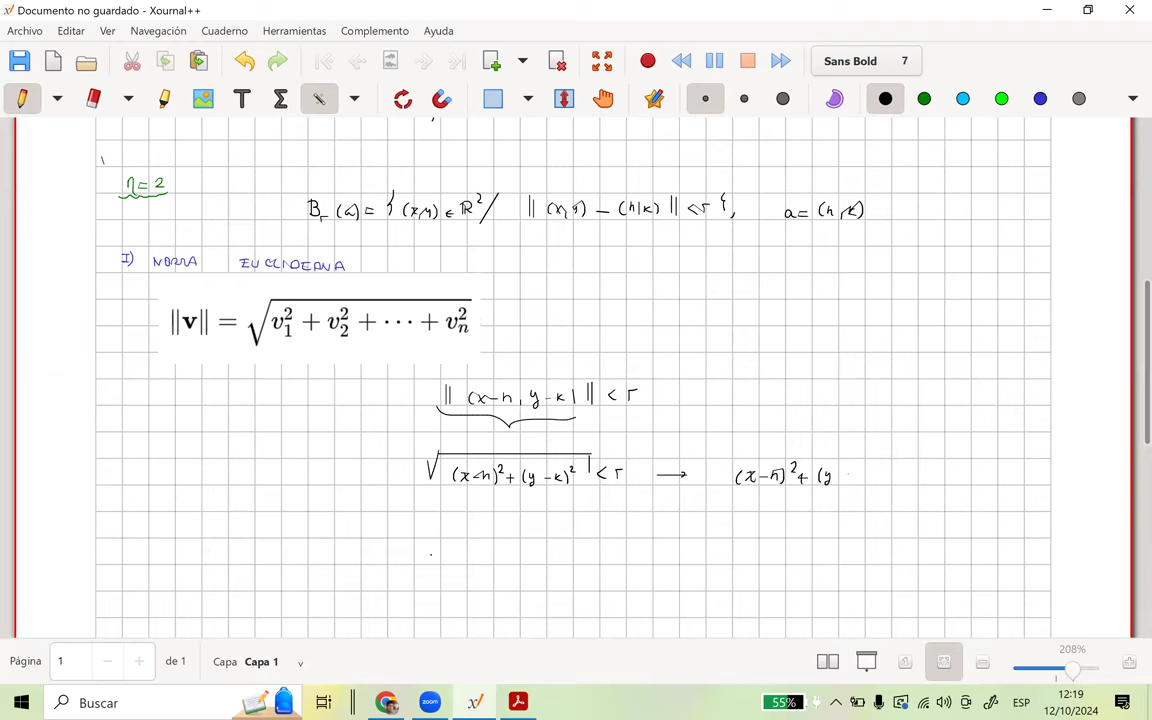 Documento no guardado - Xournal++
Archivo Editar Ver Navegación Cuaderno Herramientas Complemento Ayuda
Sans Bold 7
η=2
B_r (a) = { (x,y) ∈ ℝ² / ‖ (x,y) − (h,k) ‖ < r }, a = (h,k)
I) NORMA EUCLIDEANA
‖v‖ = √(v₁² + v₂² + ⋯ + vₙ²)
‖ (x−h, y−k) ‖ < r
√((x−h)² + (y−k)²) < r → (x−h)² + (y
Página 1 de 1 Capa Capa 1
208%
Buscar
55%
ESP
12:19
12/10/2024